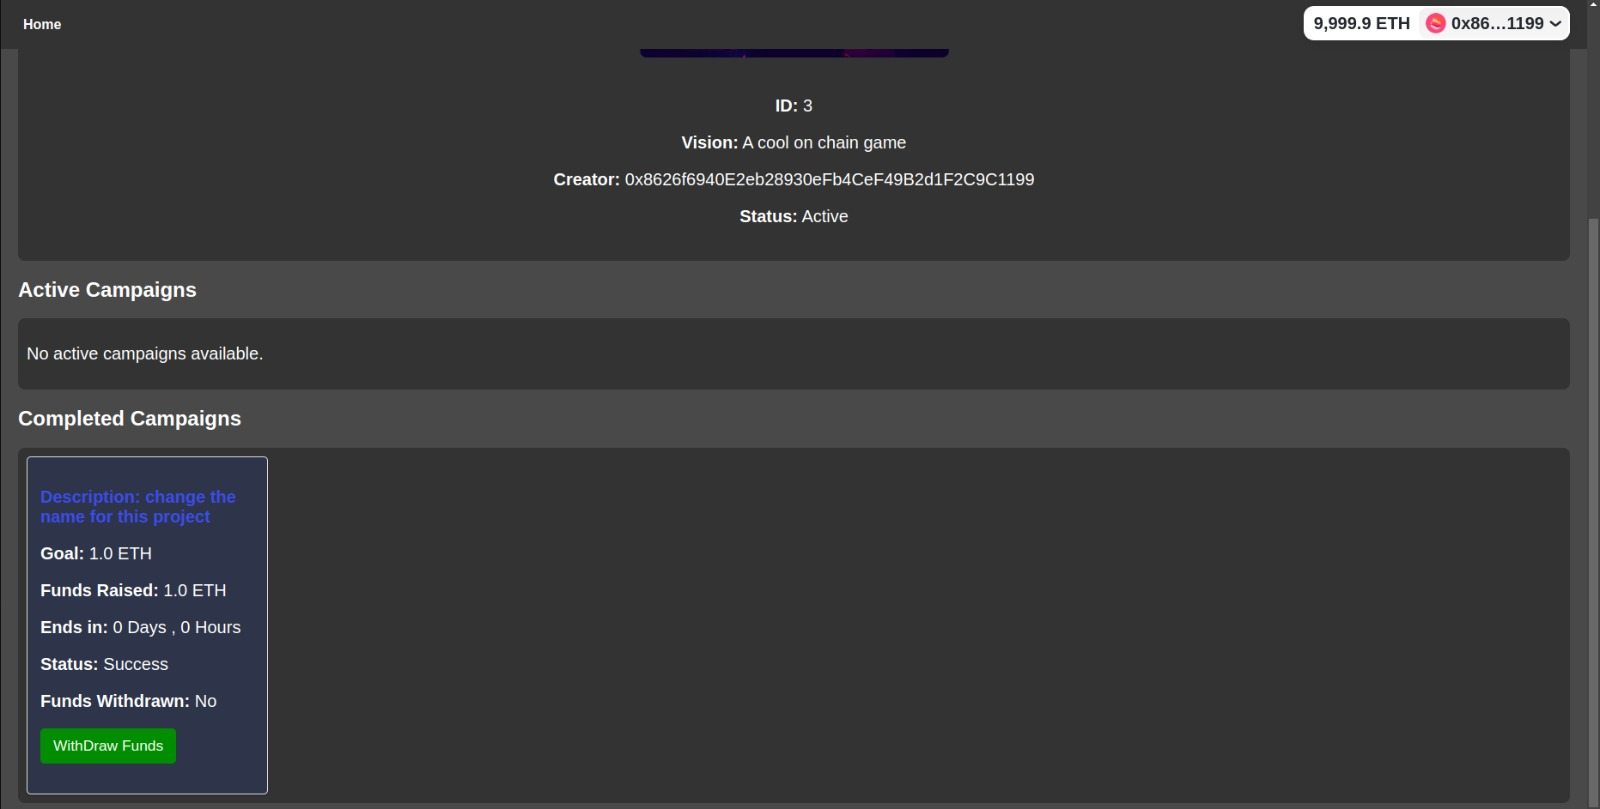 Home
9,999.9 ETH 0x86...1199
ID: 3
Vision: A cool on chain game
Creator: 0x8626f6940E2eb28930eFb4CeF49B2d1F2C9C1199
Status: Active
Active Campaigns
No active campaigns available.
Completed Campaigns
Description: change the
name for this project
Goal: 1.0 ETH
Funds Raised: 1.0 ETH
Ends in: 0 Days , 0 Hours
Status: Success
Funds Withdrawn: No
WithDraw Funds